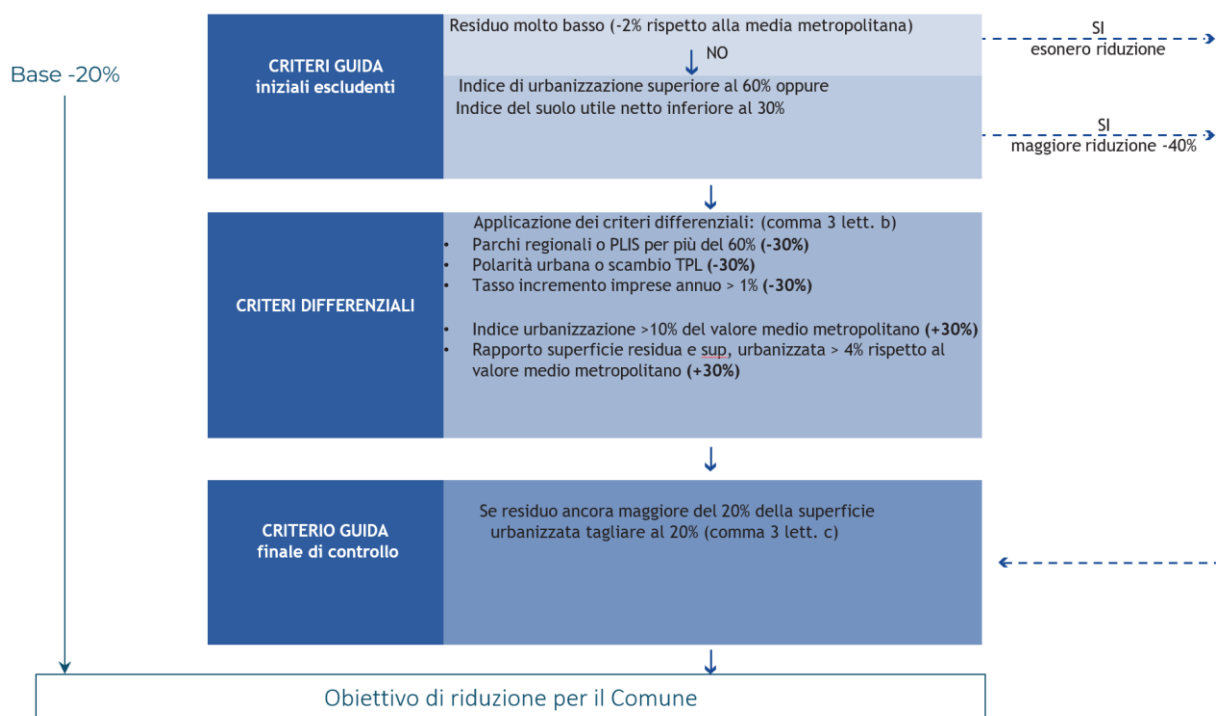 Base -20%
CRITERI GUIDA
iniziali escludenti
Residuo molto basso (-2% rispetto alla media metropolitana)
NO
SI
esonero riduzione
Indice di urbanizzazione superiore al 60% oppure
Indice del suolo utile netto inferiore al 30%
SI
maggiore riduzione -40%
CRITERI DIFFERENZIALI
Applicazione dei criteri differenziali: (comma 3 lett. b)
• Parchi regionali o PLIS per più del 60% (-30%)
• Polarità urbana o scambio TPL (-30%)
• Tasso incremento imprese annuo > 1% (-30%)
• Indice urbanizzazione >10% del valore medio metropolitano (+30%)
• Rapporto superficie residua e sup, urbanizzata > 4% rispetto al
valore medio metropolitano (+30%)
CRITERIO GUIDA
finale di controllo
Se residuo ancora maggiore del 20% della superficie
urbanizzata tagliare al 20% (comma 3 lett. c)
Obiettivo di riduzione per il Comune